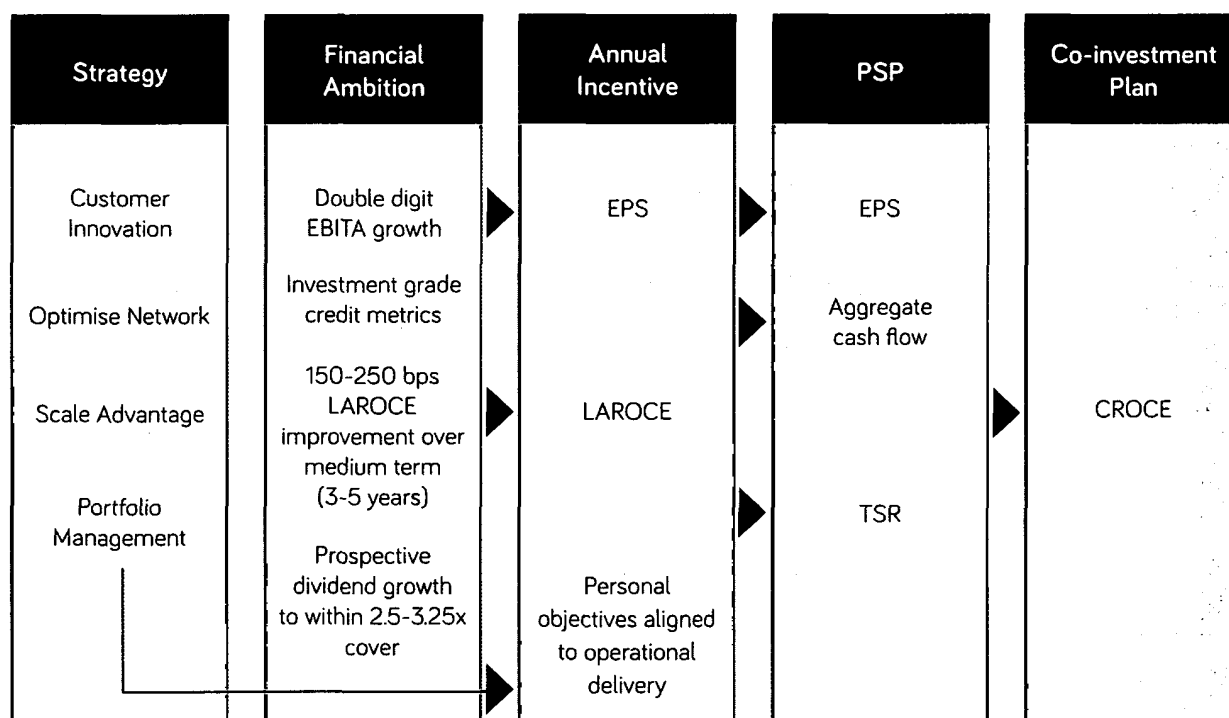 Strategy
Customer
Innovation
Optimise Network
Scale Advantage
Portfolio
Management
Financial
Ambition
Double digit
EBITA growth
Investment grade
credit metrics
150-250 bps
LAROCE
improvement over
medium term
(3-5 years)
Prospective
dividend growth
to within 2.5-3.25x
cover
Annual
Incentive
EPS
LAROCE
Personal
objectives aligned
to operational
delivery
PSP
EPS
Aggregate
cash flow
TSR
Co-investment
Plan
CROCE